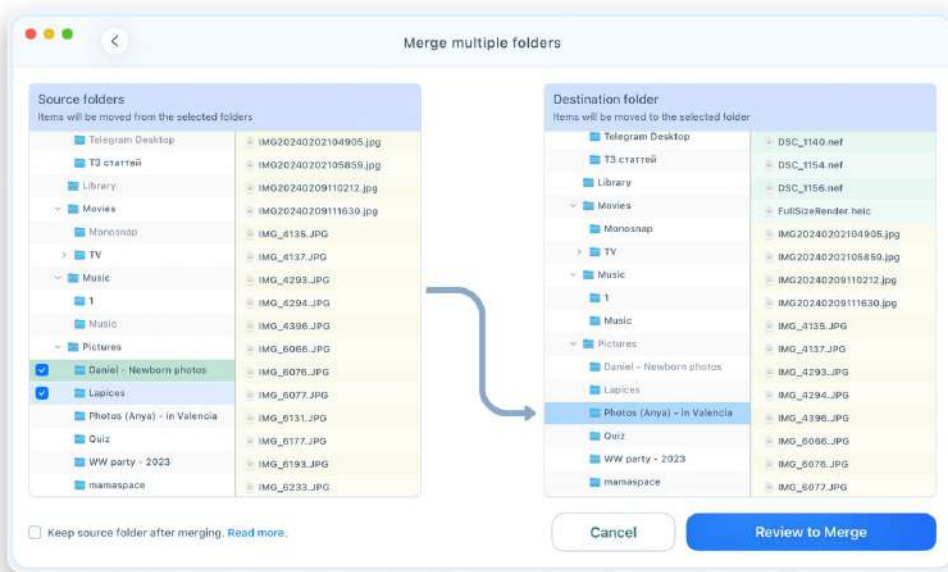 Merge multiple folders
Source folders
Items will be moved from the selected folders
Telegram Desktop
ТЗ статтей
Library
Movies
Monosnap
TV
Music
1
Music
Pictures
Daniel - Newborn photos
Lapices
Photos (Anya) - in Valencia
Quiz
WW party - 2023
mamaspace
IMG20240202104905.jpg
IMG20240202105859.jpg
IMG20240209110212.jpg
IMG20240209111630.jpg
IMG_4135.JPG
IMG_4137.JPG
IMG_4293.JPG
IMG_4294.JPG
IMG_4396.JPG
IMG_6066.JPG
IMG_6076.JPG
IMG_6077.JPG
IMG_6131.JPG
IMG_6177.JPG
IMG_6193.JPG
IMG_6233.JPG
Destination folder
Items will be moved to the selected folder
Telegram Desktop
ТЗ статтей
Library
Movies
Monosnap
TV
Music
1
Music
Pictures
Daniel - Newborn photos
Lapices
Photos (Anya) - in Valencia
Quiz
WW party - 2023
mamaspace
DSC_1140.nef
DSC_1154.nef
DSC_1156.nef
FullSizeRender.heic
IMG20240202104905.jpg
IMG20240202105859.jpg
IMG20240209110212.jpg
IMG20240209111630.jpg
IMG_4135.JPG
IMG_4137.JPG
IMG_4293.JPG
IMG_4294.JPG
IMG_4396.JPG
IMG_6066.JPG
IMG_6076.JPG
IMG_6077.JPG
Keep source folder after merging. Read more.
Cancel
Review to Merge